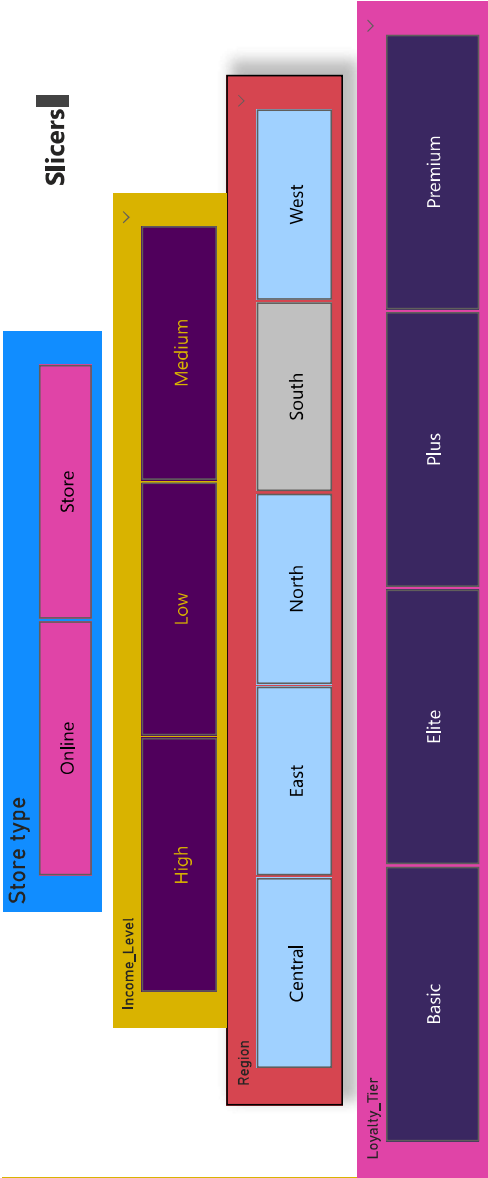 Slicers
Store type
Online Store
Income_Level
High Low Medium
Region
Central East North South West
Loyalty_Tier
Basic Elite Plus Premium